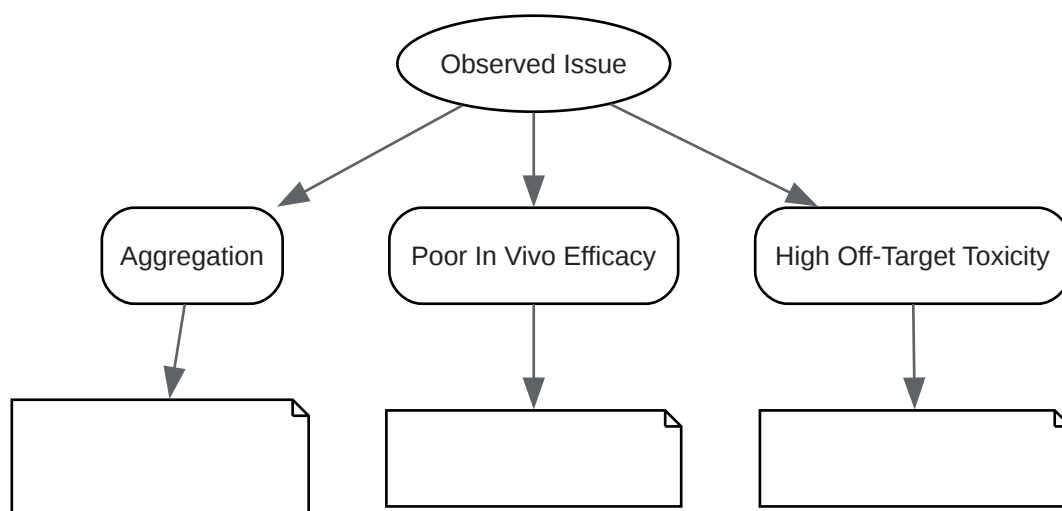 Observed Issue
Aggregation
Poor In Vivo Efficacy
High Off-Target Toxicity